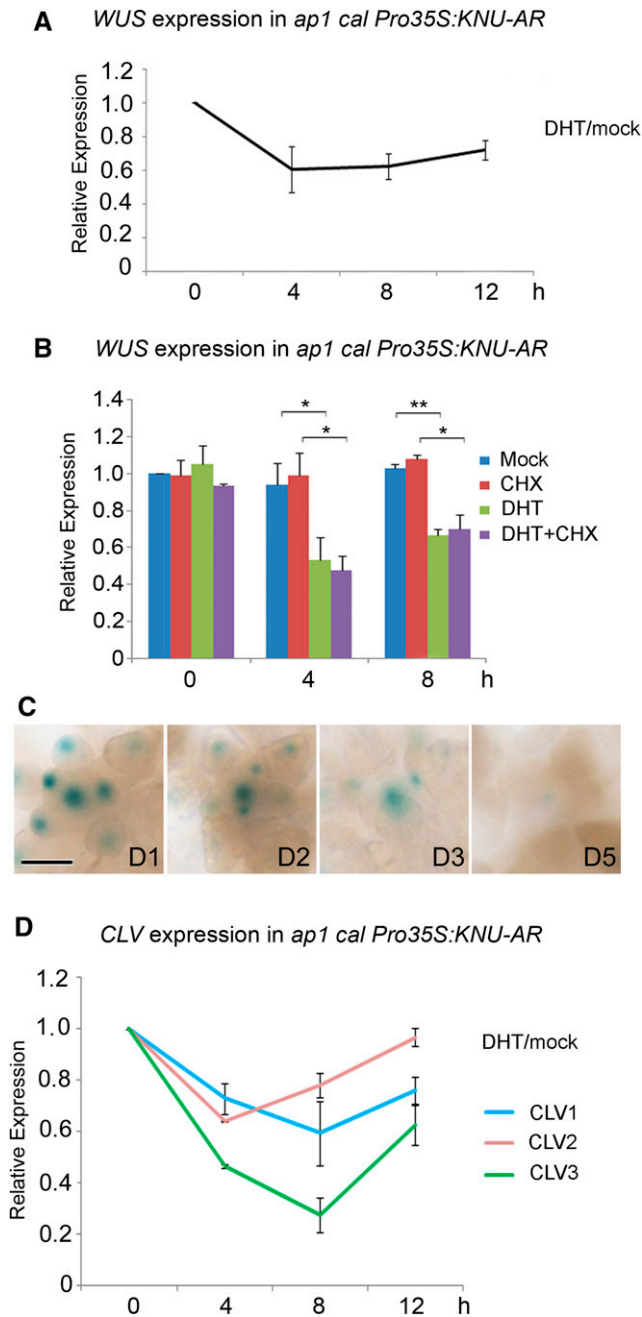 A
WUS expression in ap1 cal Pro35S:KNU-AR
Relative Expression
1.2
1.0
0.8
0.6
0.4
0.2
0
0 4 8 12 h
DHT/mock
B
WUS expression in ap1 cal Pro35S:KNU-AR
Relative Expression
1.4
1.2
1.0
0.8
0.6
0.4
0.2
0
* ** * *
Mock
CHX
DHT
DHT+CHX
0 4 8 h
C
D1 D2 D3 D5
D
CLV expression in ap1 cal Pro35S:KNU-AR
Relative Expression
1.2
1.0
0.8
0.6
0.4
0.2
0
0 4 8 12 h
DHT/mock
CLV1
CLV2
CLV3